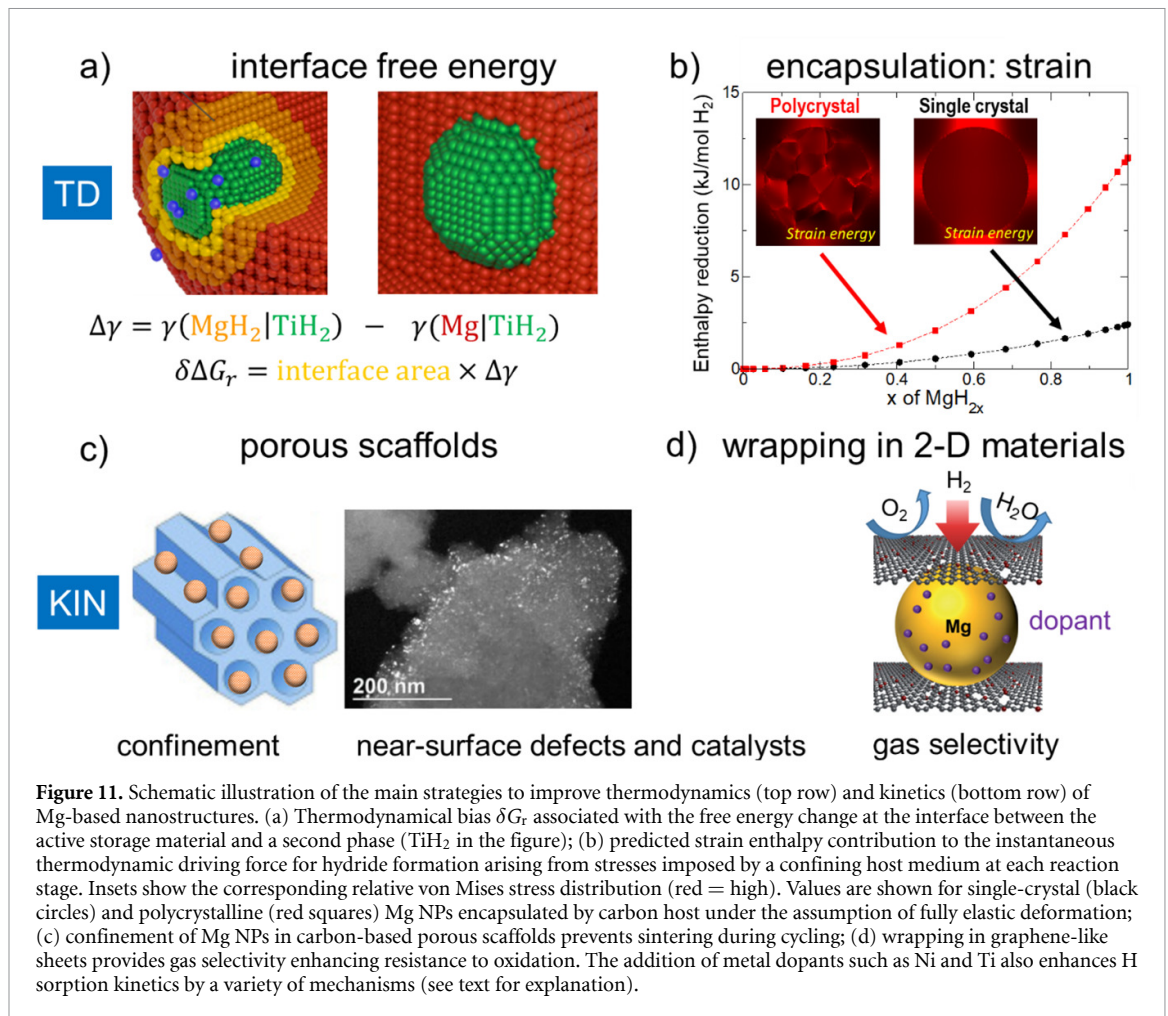 a) interface free energy
TD
Δγ = γ(MgH₂|TiH₂) − γ(Mg|TiH₂)
δΔGᵣ = interface area × Δγ
b) encapsulation: strain
Enthalpy reduction (kJ/mol H₂)
15
10
5
0
Polycrystal
Single crystal
Strain energy
Strain energy
0 0.2 0.4 0.6 0.8 1
x of MgH₂ₓ
c) porous scaffolds
KIN
200 nm
confinement
near-surface defects and catalysts
d) wrapping in 2-D materials
H₂
O₂
H₂O
Mg
dopant
gas selectivity
Figure 11. Schematic illustration of the main strategies to improve thermodynamics (top row) and kinetics (bottom row) of
Mg-based nanostructures. (a) Thermodynamical bias δGᵣ associated with the free energy change at the interface between the
active storage material and a second phase (TiH₂ in the figure); (b) predicted strain enthalpy contribution to the instantaneous
thermodynamic driving force for hydride formation arising from stresses imposed by a confining host medium at each reaction
stage. Insets show the corresponding relative von Mises stress distribution (red = high). Values are shown for single-crystal (black
circles) and polycrystalline (red squares) Mg NPs encapsulated by carbon host under the assumption of fully elastic deformation;
(c) confinement of Mg NPs in carbon-based porous scaffolds prevents sintering during cycling; (d) wrapping in graphene-like
sheets provides gas selectivity enhancing resistance to oxidation. The addition of metal dopants such as Ni and Ti also enhances H
sorption kinetics by a variety of mechanisms (see text for explanation).